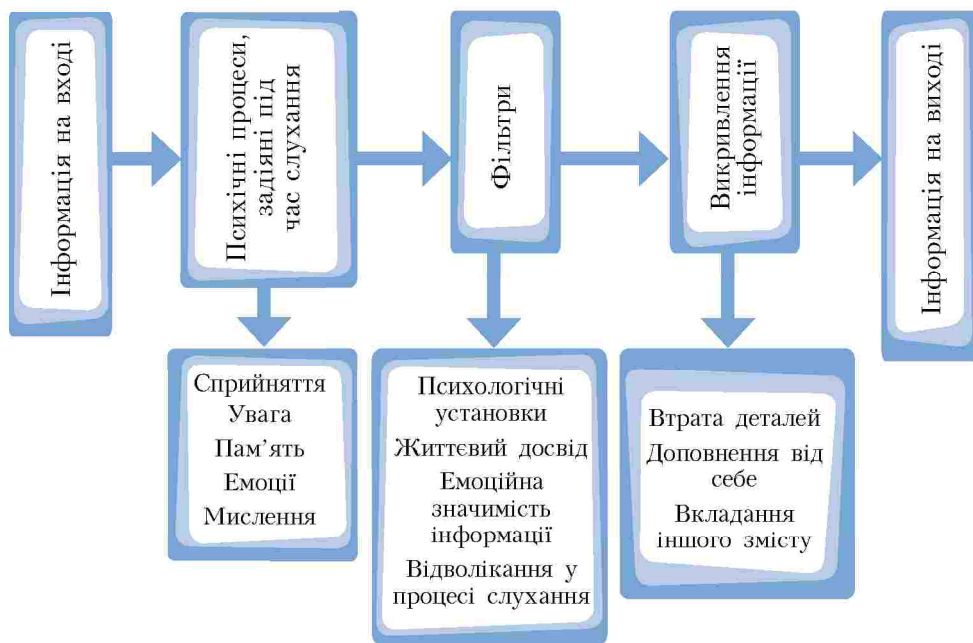 Інформація на вході
Психічні процеси,
задіяні під
час слухання
Фільтри
Викривлення
інформації
Інформація на виході
Сприйняття
Увага
Пам’ять
Емоції
Мислення
Психологічні
установки
Життєвий досвід
Емоційна
значимість
інформації
Відволікання у
процесі слухання
Втрата деталей
Доповнення від
себе
Вкладання
іншого змісту